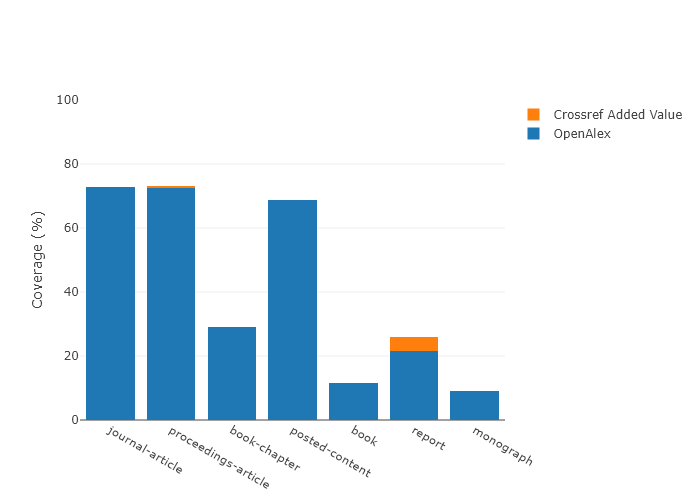 100
80
60
40
20
0
Coverage (%)
journal-article
proceedings-article
book-chapter
posted-content
book
report
monograph
Crossref Added Value
OpenAlex